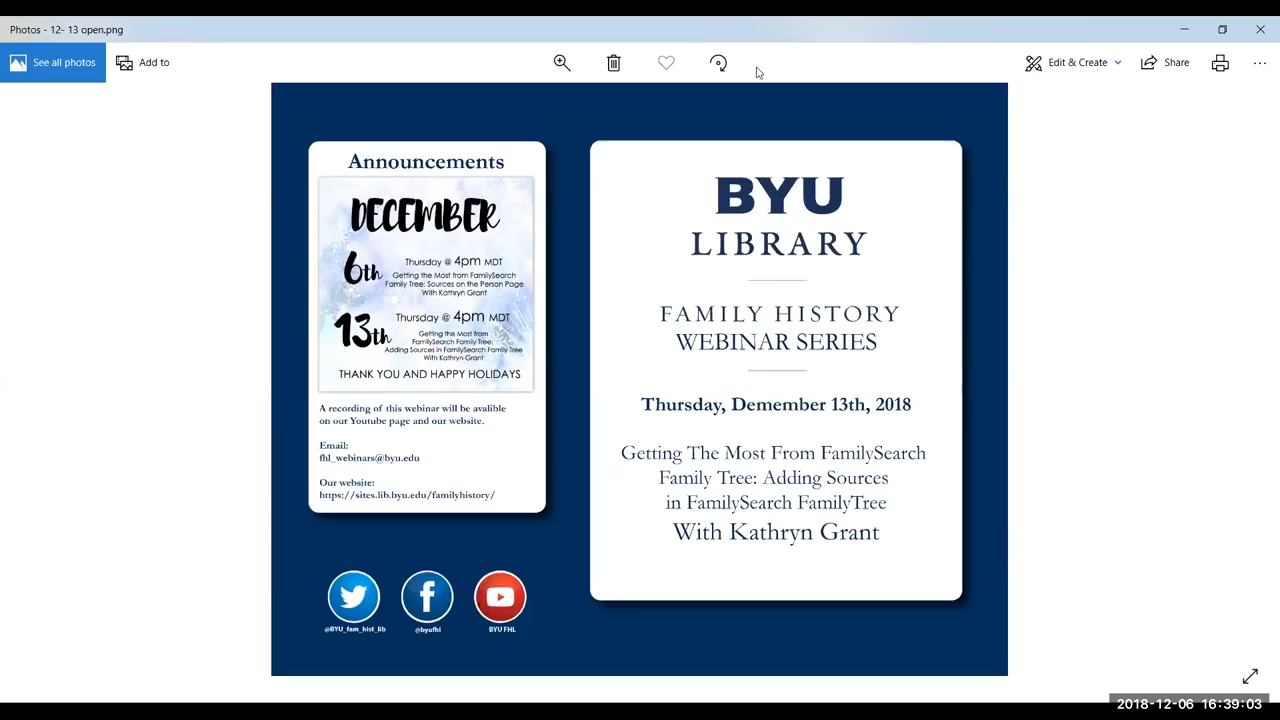 Photos - 12- 13 open.png
See all photos
Add to
Edit & Create
Share
Announcements
DECEMBER
6th
Thursday @ 4pm MDT
Getting the Most from FamilySearch
Family Tree: Sources on the Person Page
With Kathryn Grant
13th
Thursday @ 4pm MDT
Getting the Most from
FamilySearch Family Tree:
Adding Sources in FamilySearch Family Tree
With Kathryn Grant
THANK YOU AND HAPPY HOLIDAYS
A recording of this webinar will be avalible
on our Youtube page and our website.
Email:
fhl_webinars@byu.edu
Our website:
https://sites.lib.byu.edu/familyhistory/
@BYU_fam_hist_lib
@byufhl
BYU FHL
BYU
LIBRARY
FAMILY HISTORY
WEBINAR SERIES
Thursday, Demember 13th, 2018
Getting The Most From FamilySearch
Family Tree: Adding Sources
in FamilySearch FamilyTree
With Kathryn Grant
2018-12-06 16:39:03